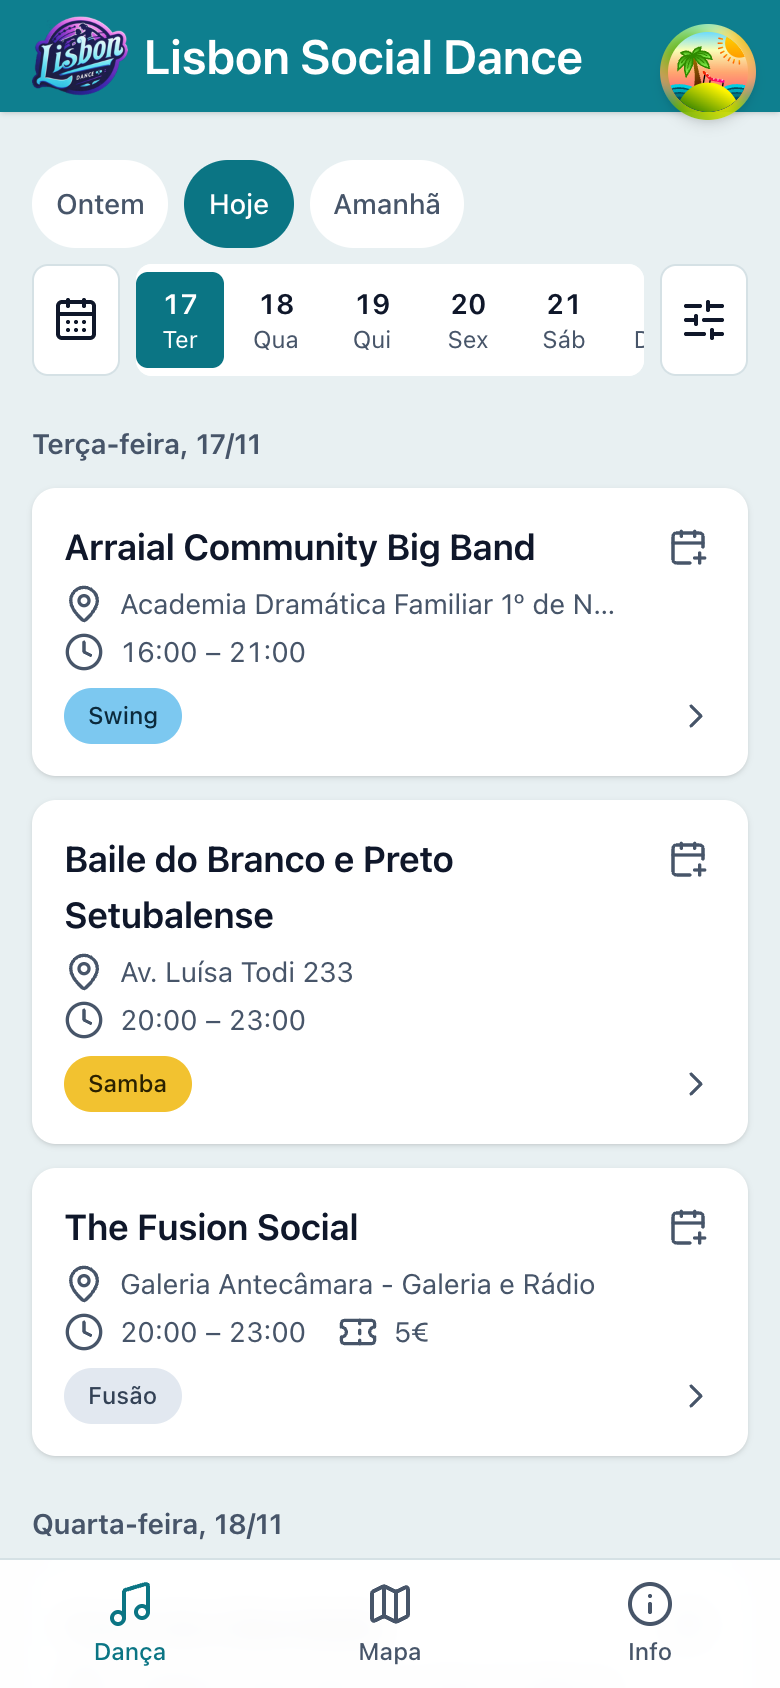 Lisbon
DANCE
Lisbon Social Dance
Ontem
Hoje
Amanhã
17 18 19 20 21
Ter Qua Qui Sex Sáb
Terça-feira, 17/11
Arraial Community Big Band
Academia Dramática Familiar 1º de N...
16:00 – 21:00
Swing
Baile do Branco e Preto
Setubalense
Av. Luísa Todi 233
20:00 – 23:00
Samba
The Fusion Social
Galeria Antecâmara - Galeria e Rádio
20:00 – 23:00 5€
Fusão
Quarta-feira, 18/11
Dança
Mapa
Info